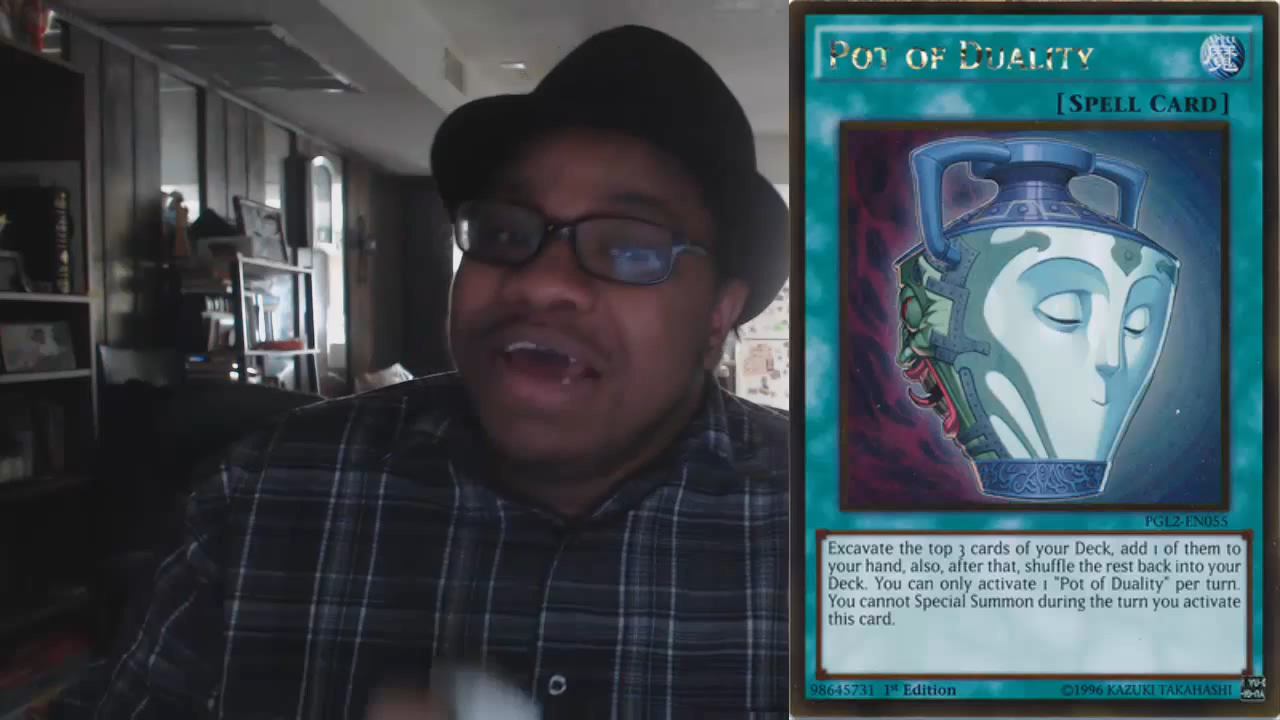 POT OF DUALITY
[SPELL CARD]
PGL2-EN055
Excavate the top 3 cards of your Deck, add 1 of them to
your hand, also, after that, shuffle the rest back into your
Deck. You can only activate 1 "Pot of Duality" per turn.
You cannot Special Summon during the turn you activate
this card.
98645731 1st Edition ©1996 KAZUKI TAKAHASHI